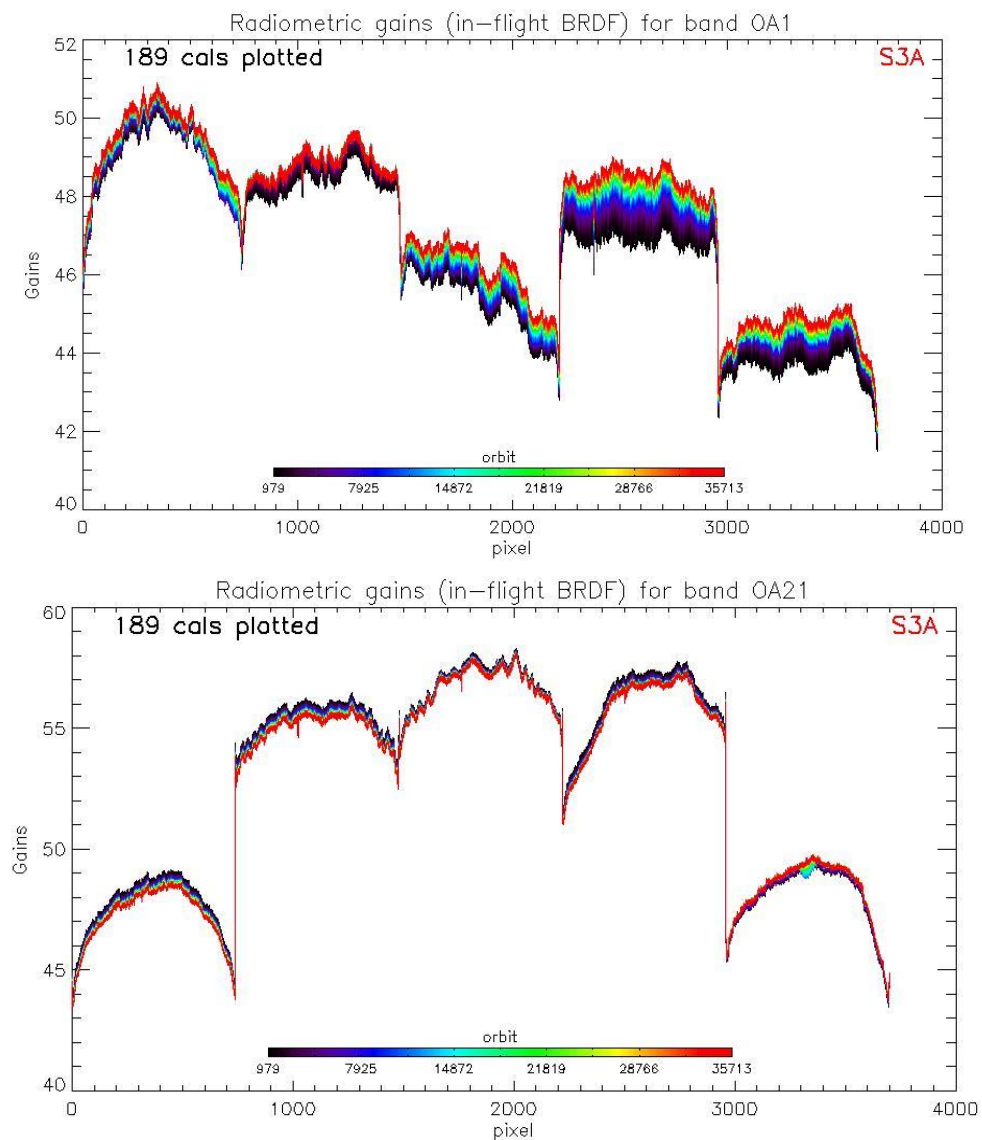 Radiometric gains (in-flight BRDF) for band OA1
52
189 cals plotted
S3A
50
48
46
Gains
44
42
orbit
979 7925 14872 21819 28766 35713
40
0 1000 2000 3000 4000
pixel
Radiometric gains (in-flight BRDF) for band OA21
60
189 cals plotted
S3A
55
50
Gains
45
orbit
979 7925 14872 21819 28766 35713
40
0 1000 2000 3000 4000
pixel